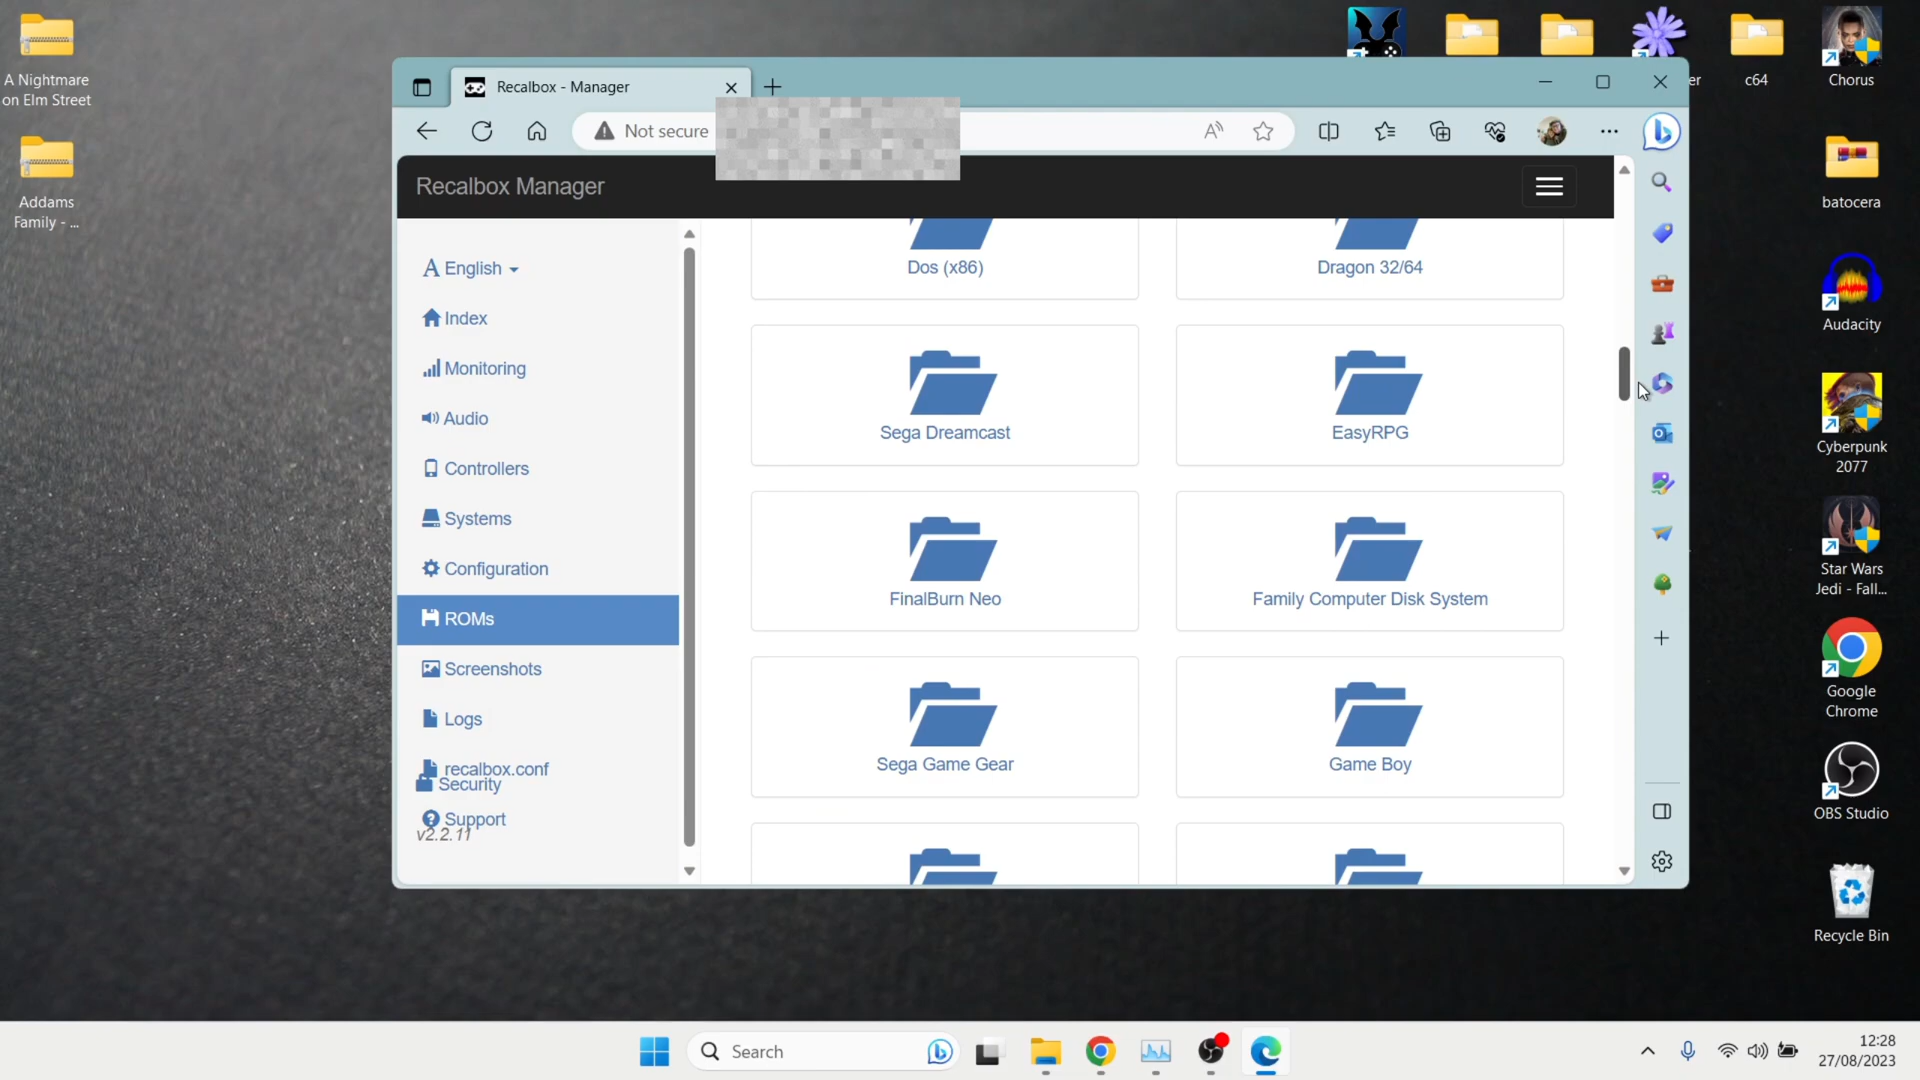 A Nightmare
on Elm Street
Addams
Family - ...
Recalbox - Manager
Not secure
Recalbox Manager
English
Index
Monitoring
Audio
Controllers
Systems
Configuration
ROMs
Screenshots
Logs
recalbox.conf
Security
Support
v2.2.11
Dos (x86)
Dragon 32/64
Sega Dreamcast
EasyRPG
FinalBurn Neo
Family Computer Disk System
Sega Game Gear
Game Boy
er
c64
Chorus
batocera
Audacity
Cyberpunk
2077
Star Wars
Jedi - Fall...
Google
Chrome
OBS Studio
Recycle Bin
Search
12:28
27/08/2023